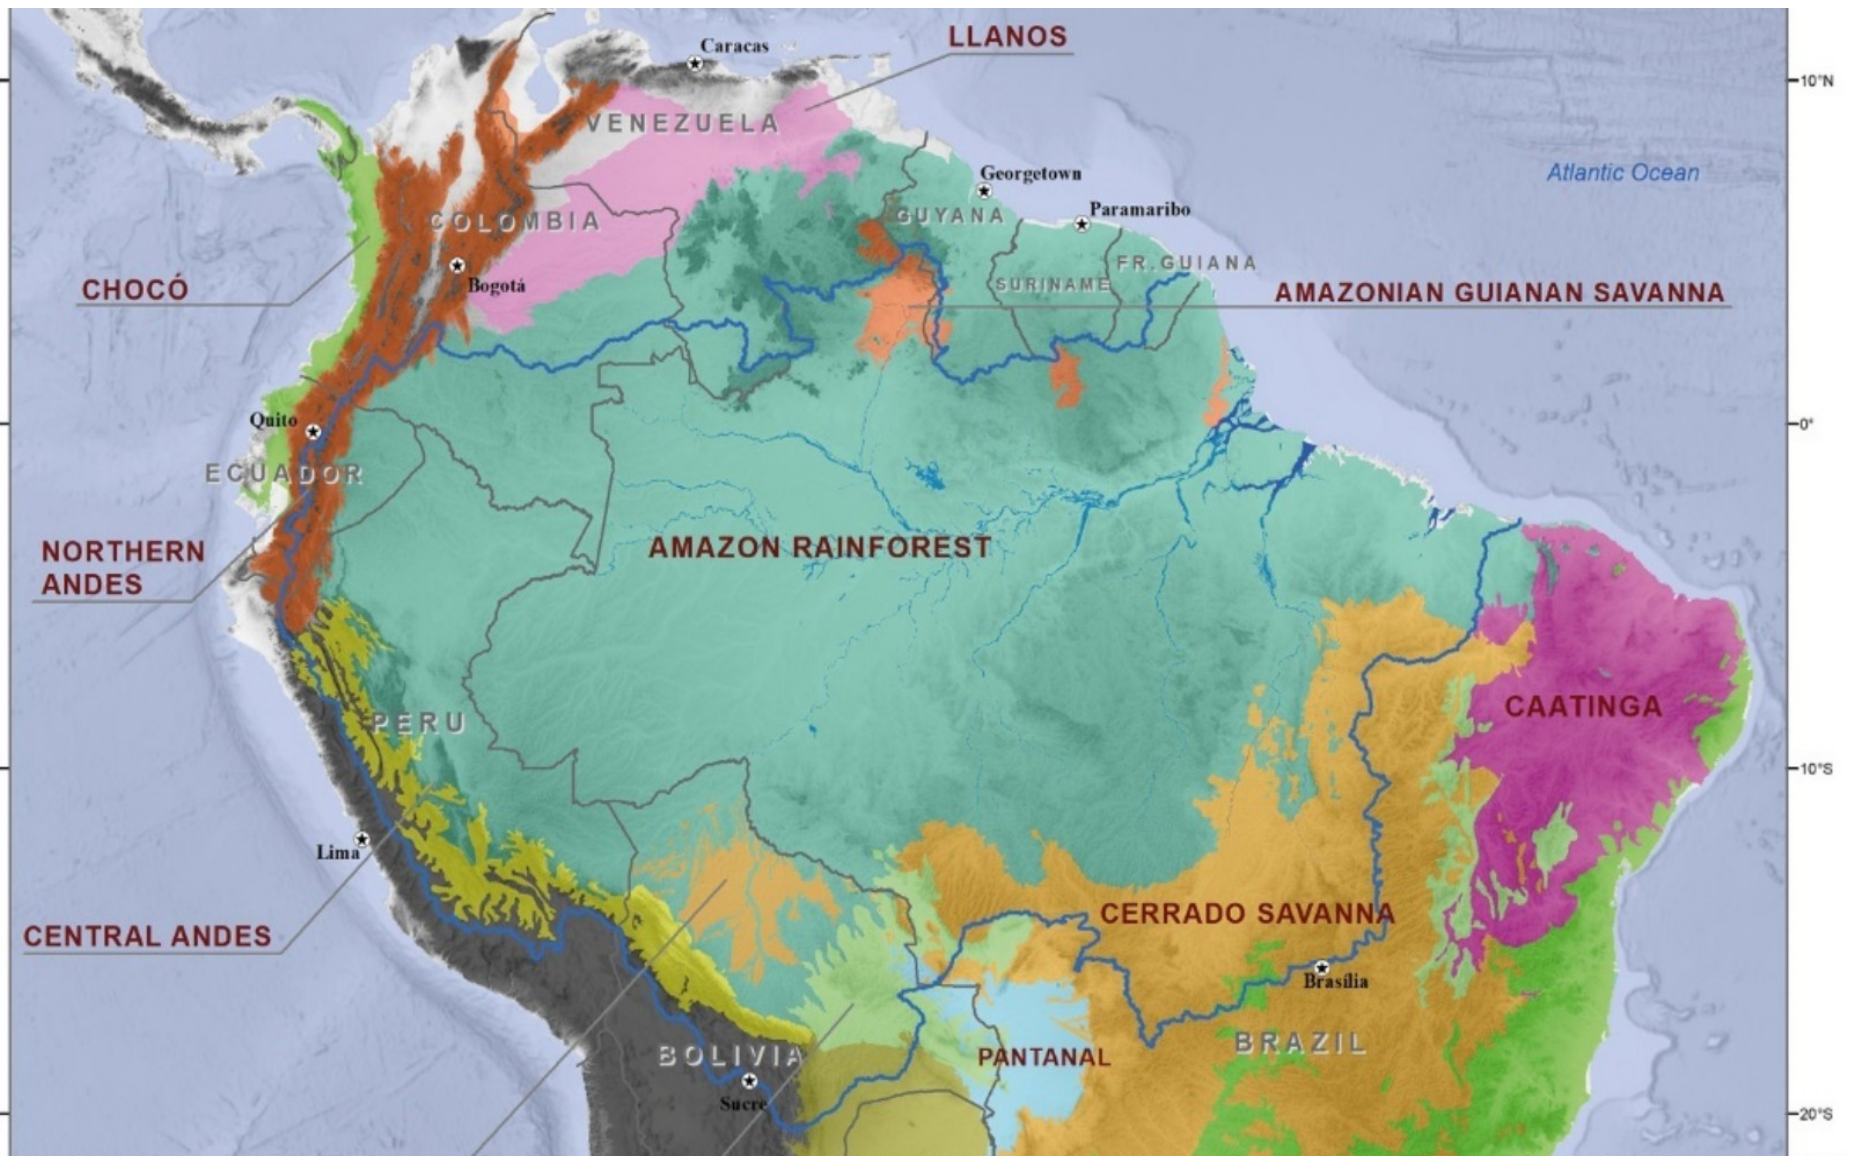 LLANOS
Caracas
10°N
VENEZUELA
Atlantic Ocean
Georgetown
Paramaribo
GUYANA
COLOMBIA
Bogotá
FR.GUIANA
SURINAME
CHOCÓ
AMAZONIAN GUIANAN SAVANNA
Quito
0°
ECUADOR
AMAZON RAINFOREST
NORTHERN
ANDES
PERU
CAATINGA
10°S
Lima
CENTRAL ANDES
CERRADO SAVANNA
Brasília
BRAZIL
BOLIVIA
PANTANAL
Sucre
20°S